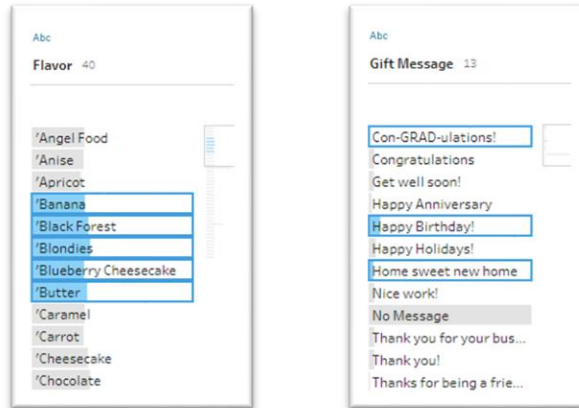 Abc
Flavor 40
'Angel Food
'Anise
'Apricot
'Banana
'Black Forest
'Blondies
'Blueberry Cheesecake
'Butter
'Caramel
'Carrot
'Cheesecake
'Chocolate
Abc
Gift Message 13
Con-GRAD-ulations!
Congratulations
Get well soon!
Happy Anniversary
Happy Birthday!
Happy Holidays!
Home sweet new home
Nice work!
No Message
Thank you for your bus...
Thank you!
Thanks for being a frie...